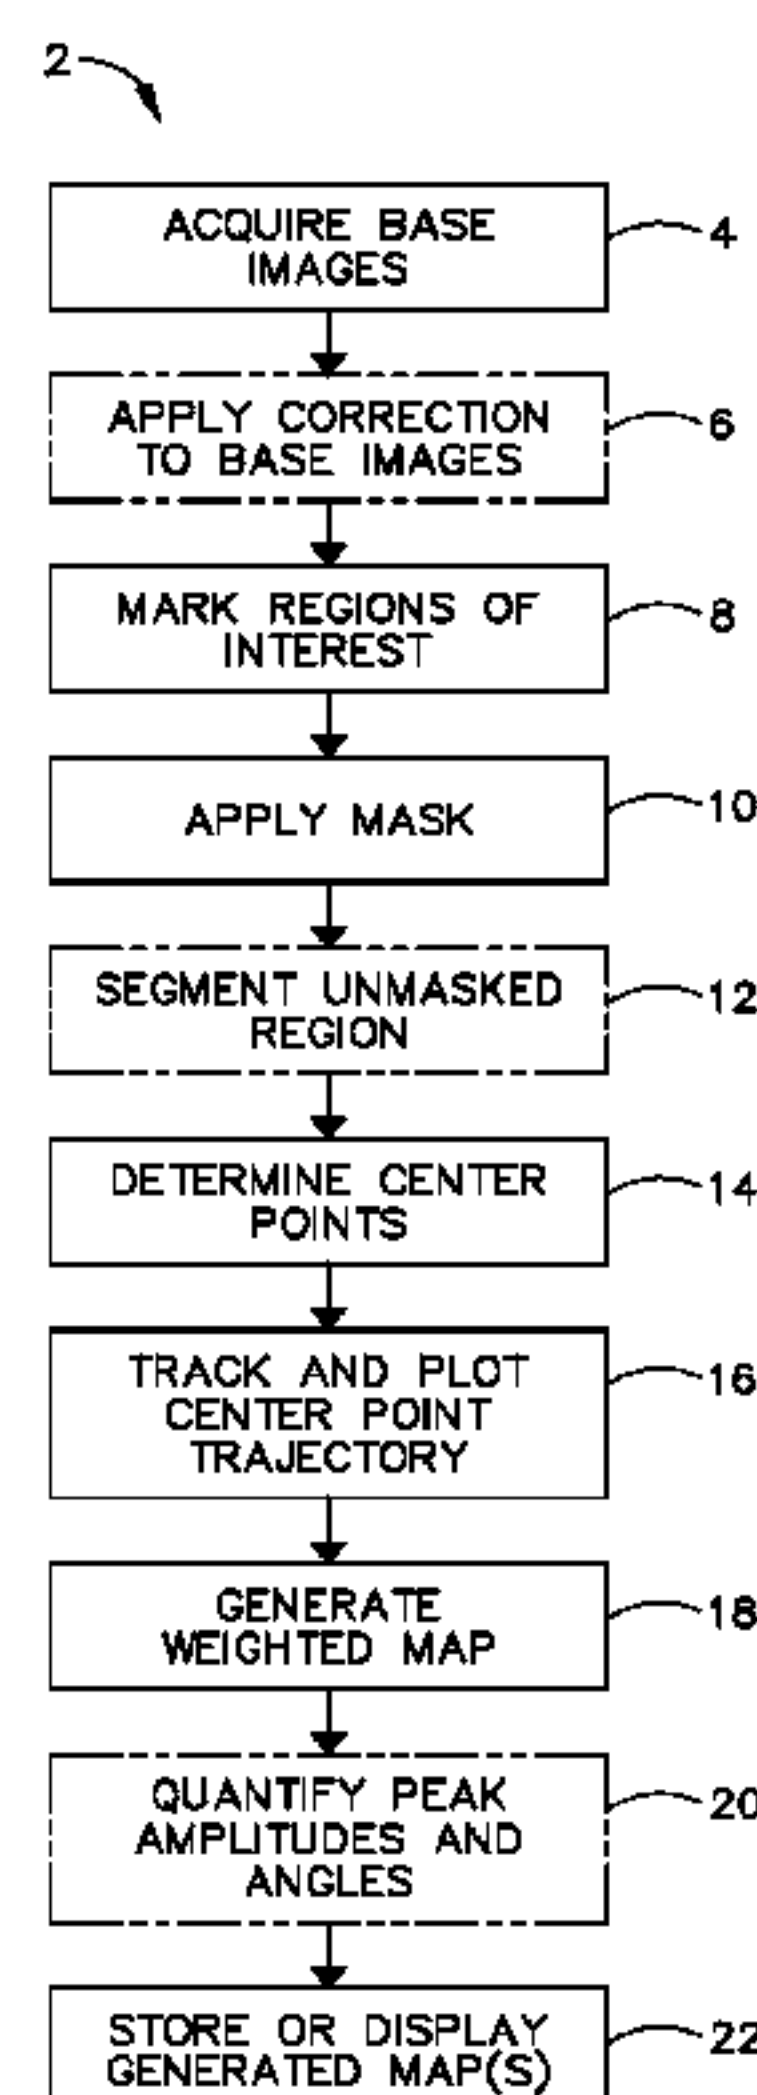 2
ACQUIRE BASE
IMAGES
4
APPLY CORRECTION
TO BASE IMAGES
6
MARK REGIONS OF
INTEREST
8
APPLY MASK
10
SEGMENT UNMASKED
REGION
12
DETERMINE CENTER
POINTS
14
TRACK AND PLOT
CENTER POINT
TRAJECTORY
16
GENERATE
WEIGHTED MAP
18
QUANTIFY PEAK
AMPLITUDES AND
ANGLES
20
STORE OR DISPLAY
GENERATED MAP(S)
22